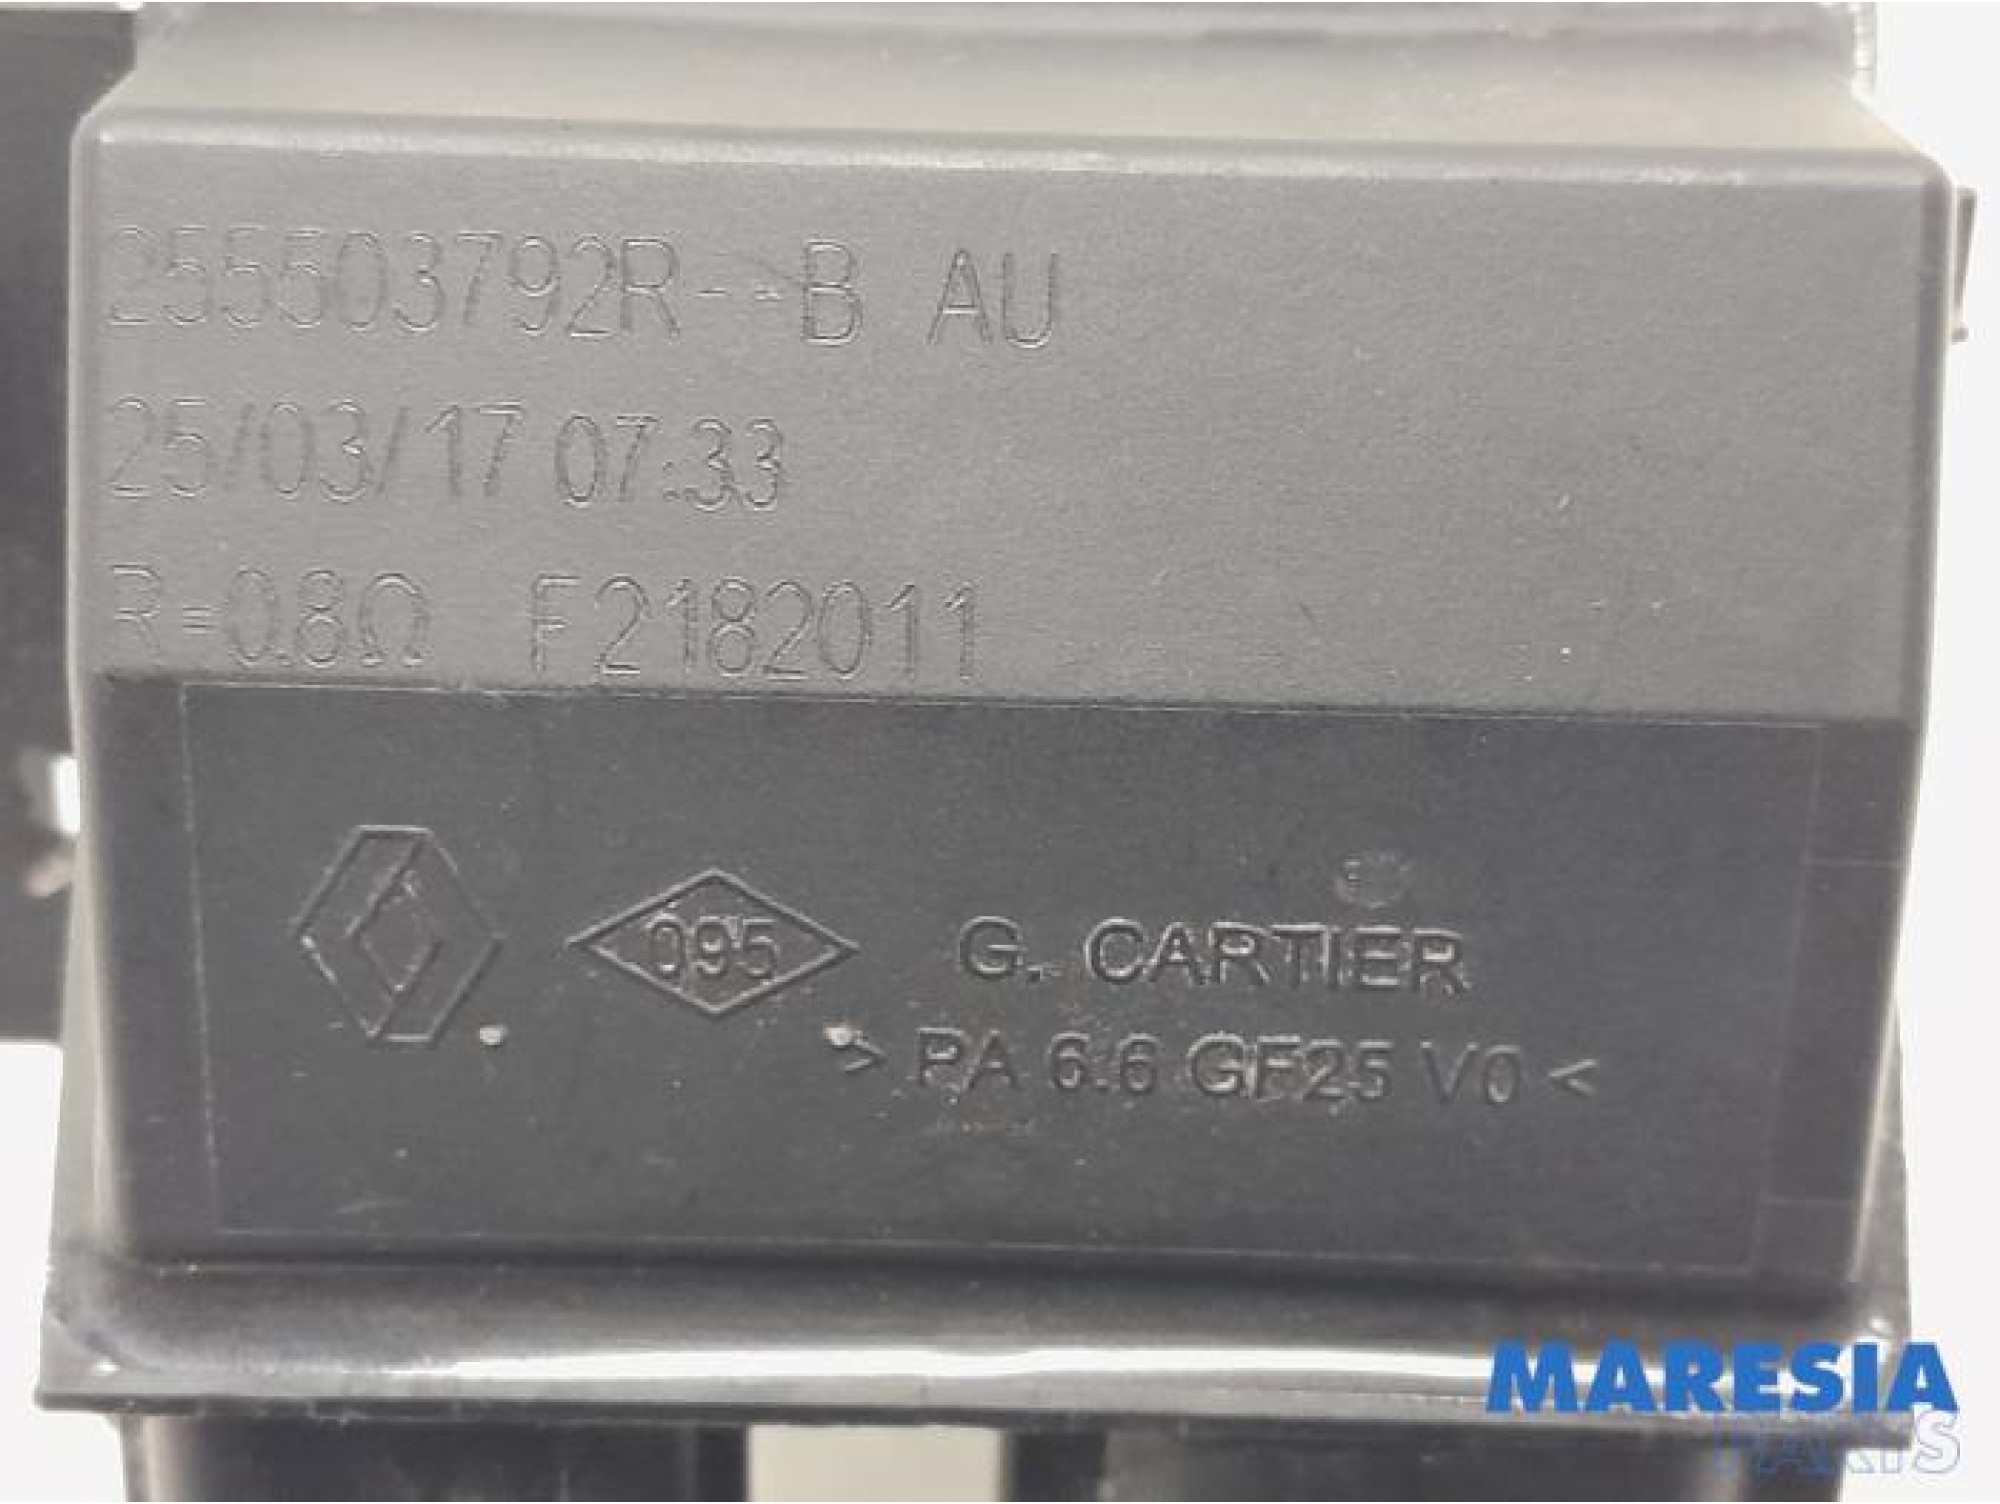 255503792R--B AU
25/03/17 07:33
R=0.8Ω F2182011
095
G. CARTIER
> PA 6.6 GF25 V0 <
MARESIA
PARTS